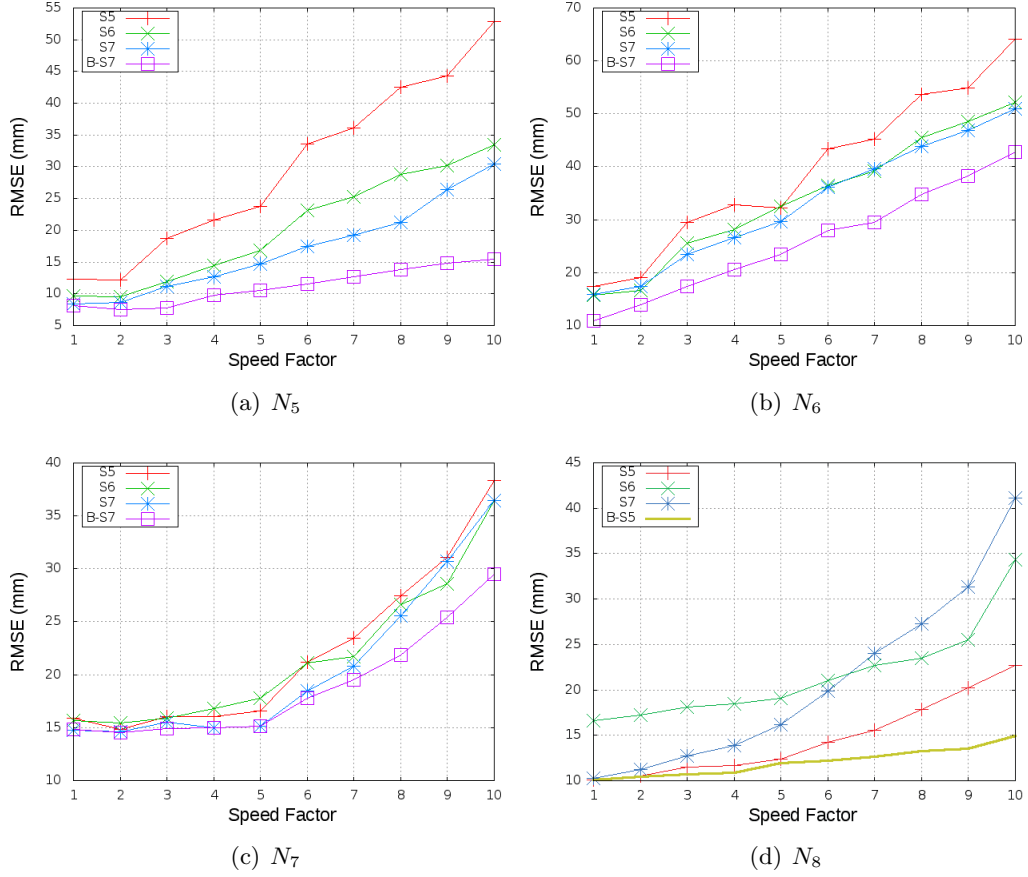 S5
S6
S7
B-S7
55
50
45
40
35
30
25
20
15
10
5
RMSE (mm)
1 2 3 4 5 6 7 8 9 10
Speed Factor
(a) N5
S5
S6
S7
B-S7
70
60
50
40
30
20
10
RMSE (mm)
1 2 3 4 5 6 7 8 9 10
Speed Factor
(b) N6
S5
S6
S7
B-S7
40
35
30
25
20
15
10
RMSE (mm)
1 2 3 4 5 6 7 8 9 10
Speed Factor
(c) N7
S5
S6
S7
B-S5
45
40
35
30
25
20
15
10
RMSE (mm)
1 2 3 4 5 6 7 8 9 10
Speed Factor
(d) N8